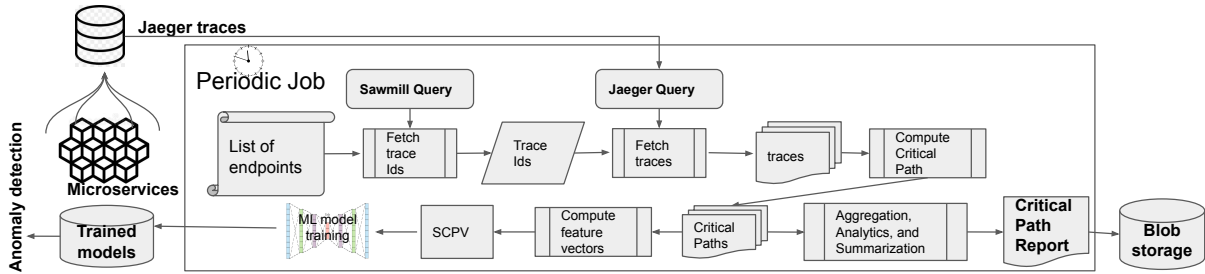 Jaeger traces
Periodic Job
Sawmill Query
Jaeger Query
List of
endpoints
Fetch
trace
Ids
Trace
Ids
Fetch
traces
traces
Compute
Critical
Path
Microservices
Anomaly detection
Trained
models
ML model
training
SCPV
Compute
feature
vectors
Critical
Paths
Aggregation,
Analytics, and
Summarization
Critical
Path
Report
Blob
storage